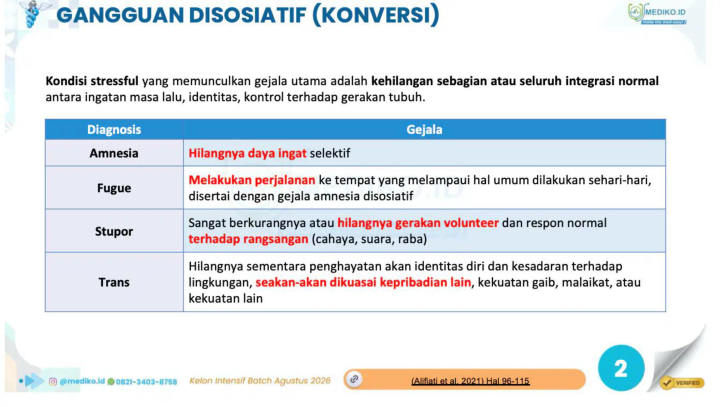 GANGGUAN DISOSIATIF (KONVERSI)
MEDIKO.ID
Kondisi stressful yang memunculkan gejala utama adalah kehilangan sebagian atau seluruh integrasi normal
antara ingatan masa lalu, identitas, kontrol terhadap gerakan tubuh.
Diagnosis Gejala
Amnesia Hilangnya daya ingat selektif
Fugue Melakukan perjalanan ke tempat yang melampaui hal umum dilakukan sehari-hari,
disertai dengan gejala amnesia disosiatif
Stupor Sangat berkurangnya atau hilangnya gerakan volunteer dan respon normal
terhadap rangsangan (cahaya, suara, raba)
Trans Hilangnya sementara penghayatan akan identitas diri dan kesadaran terhadap
lingkungan, seakan-akan dikuasai kepribadian lain, kekuatan gaib, malaikat, atau
kekuatan lain
@mediko.id 0821-3403-8758 Kelon Intensif Batch Agustus 2026 (Alifiati et al, 2021) Hal 96-115
2
VERIFIED